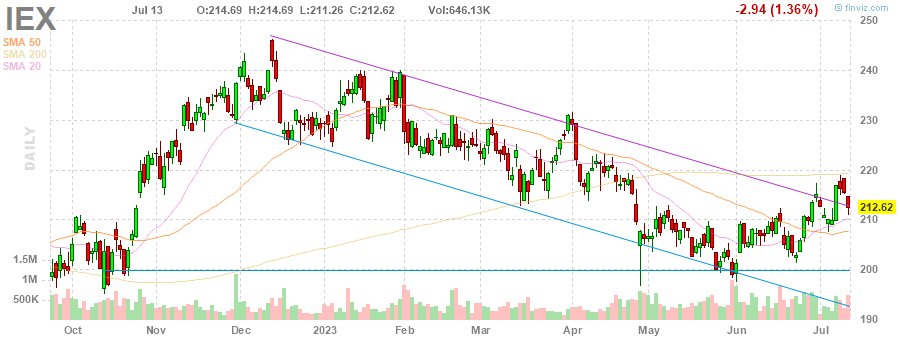 IEX Jul 13 O:214.69 H:214.69 L:211.26 C:212.62 Vol:646.13K -2.94 (1.36%) finviz.com
SMA 50
SMA 200
SMA 20
DAILY
250
240
230
220
212.62
210
200
190
1.5M
1M
500K
Oct Nov Dec 2023 Feb Mar Apr May Jun Jul